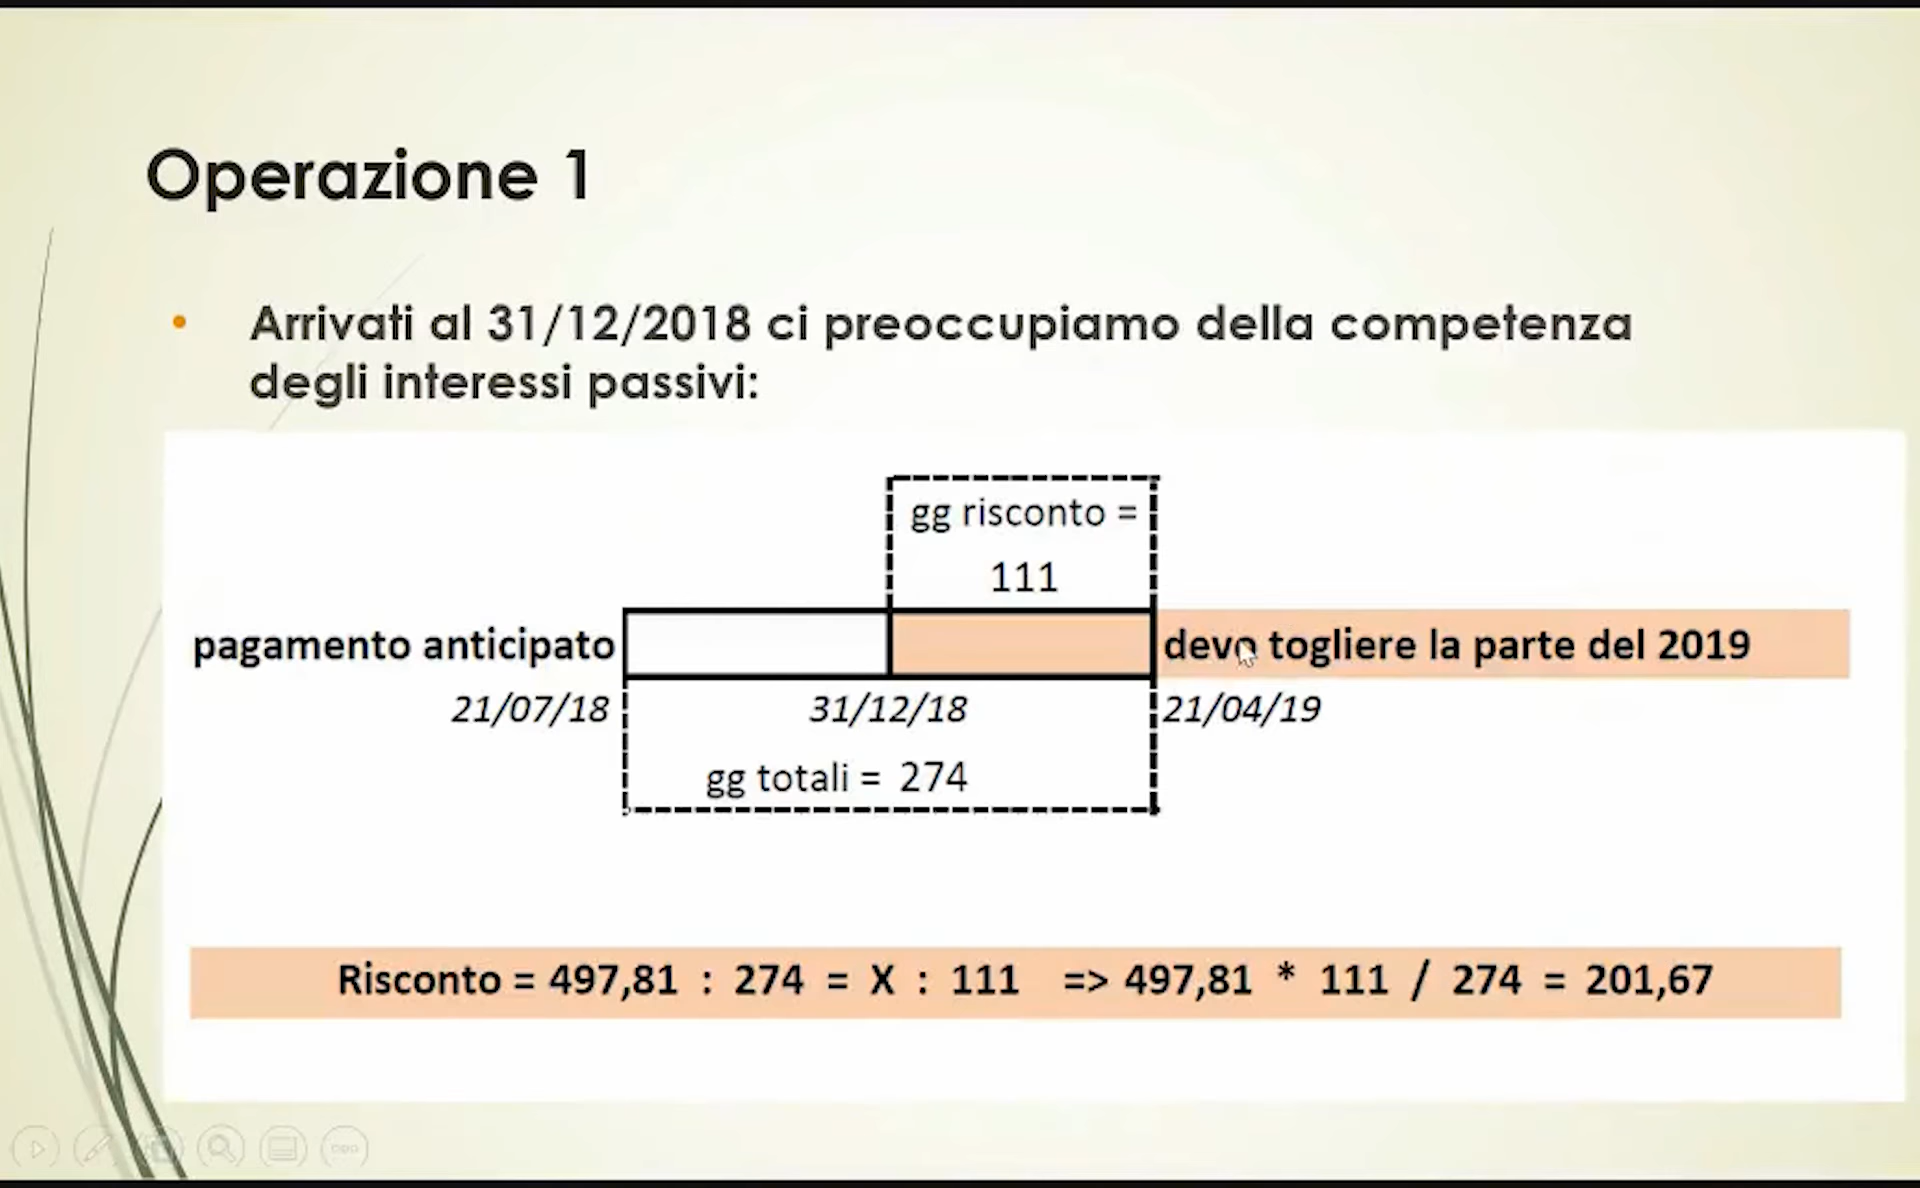 Operazione 1
• Arrivati al 31/12/2018 ci preoccupiamo della competenza
degli interessi passivi:
gg risconto =
111
pagamento anticipato
devo togliere la parte del 2019
21/07/18
31/12/18
21/04/19
gg totali = 274
Risconto = 497,81 : 274 = X : 111 => 497,81 * 111 / 274 = 201,67